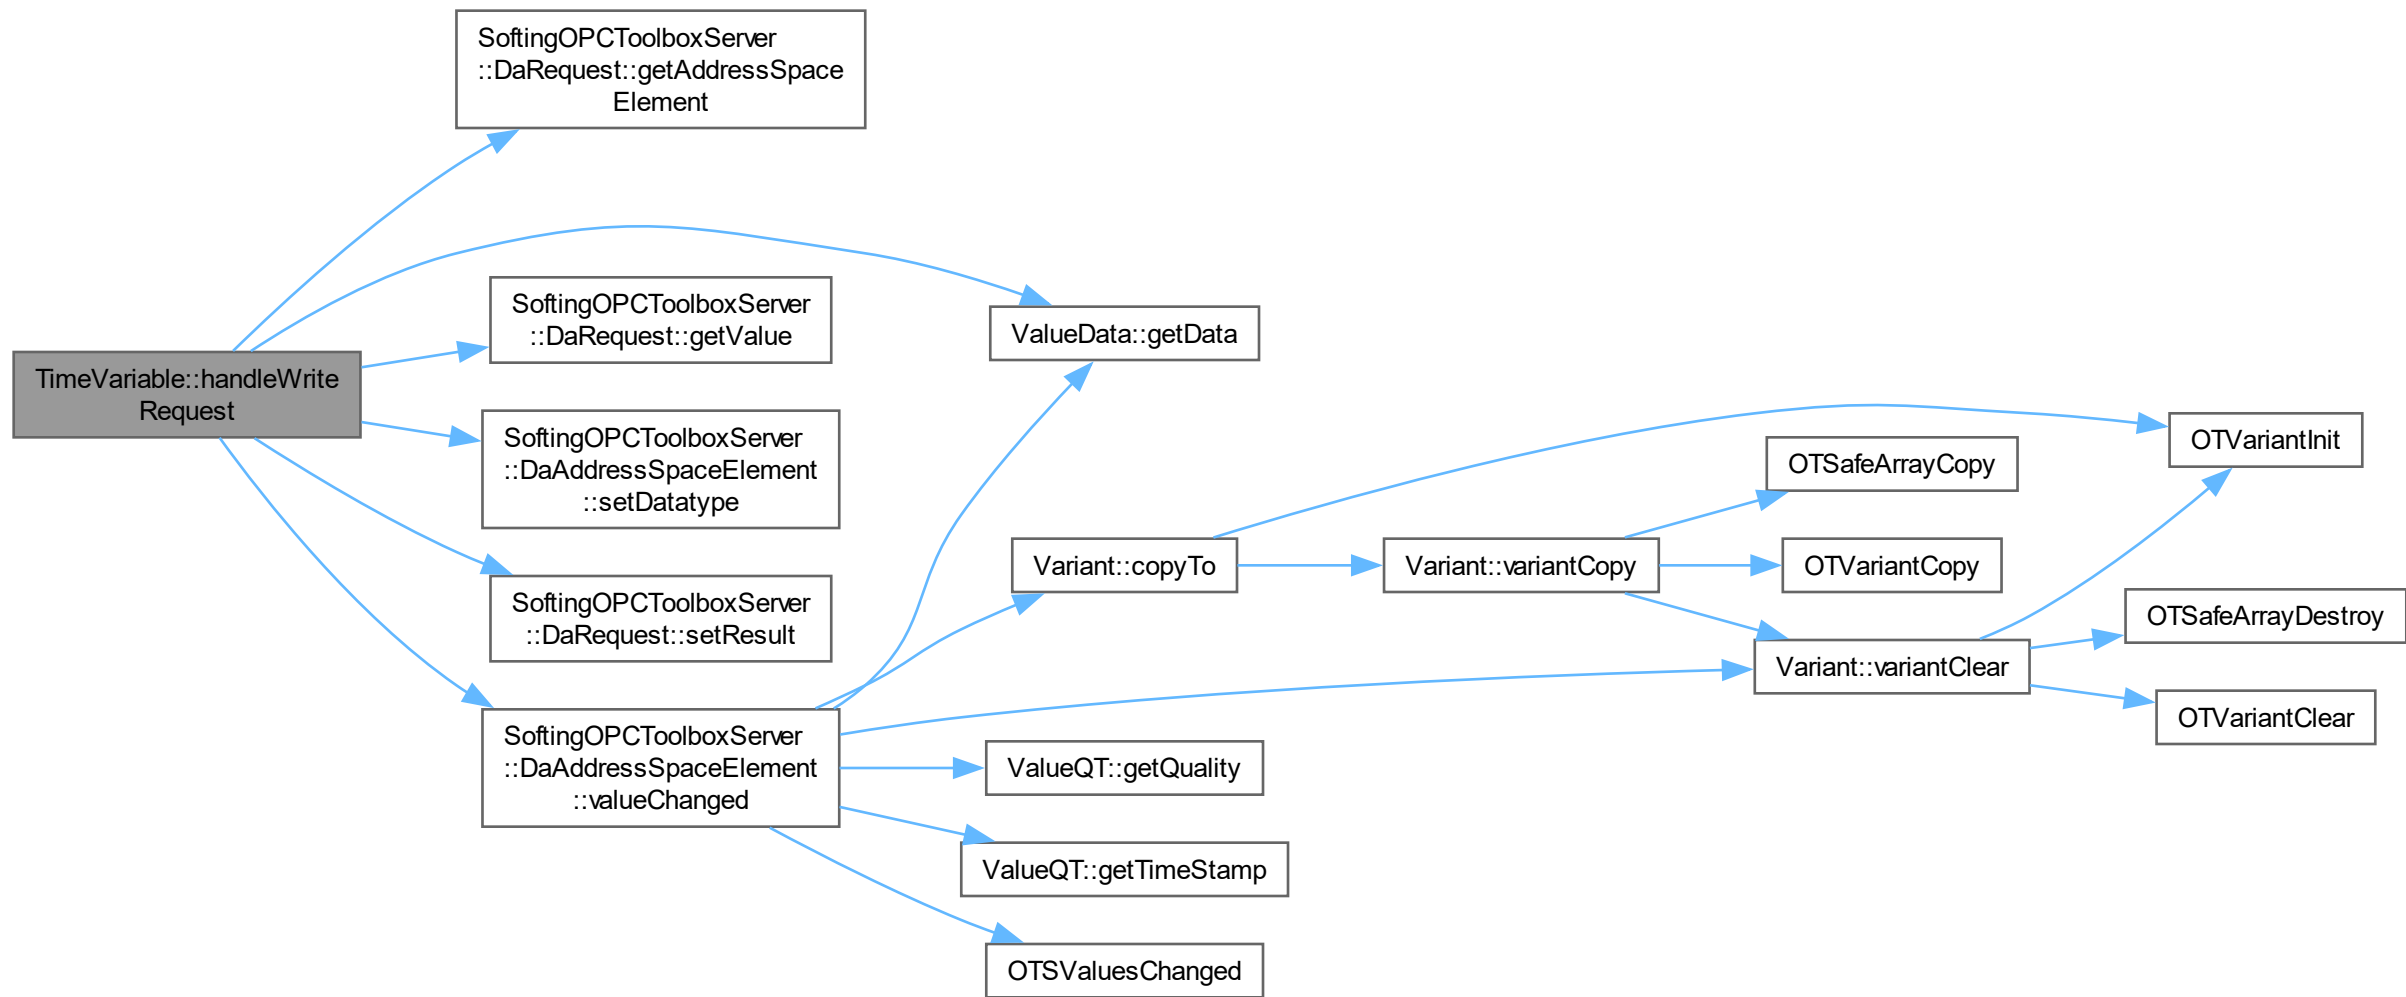 SoftingOPCToolboxServer
::DaRequest::getAddressSpace
Element
SoftingOPCToolboxServer
::DaRequest::getValue
ValueData::getData
TimeVariable::handleWrite
Request
SoftingOPCToolboxServer
::DaAddressSpaceElement
::setDatatype
OTVariantInit
OTSafeArrayCopy
Variant::copyTo
Variant::variantCopy
OTVariantCopy
SoftingOPCToolboxServer
::DaRequest::setResult
OTSafeArrayDestroy
Variant::variantClear
OTVariantClear
SoftingOPCToolboxServer
::DaAddressSpaceElement
::valueChanged
ValueQT::getQuality
ValueQT::getTimeStamp
OTSValuesChanged